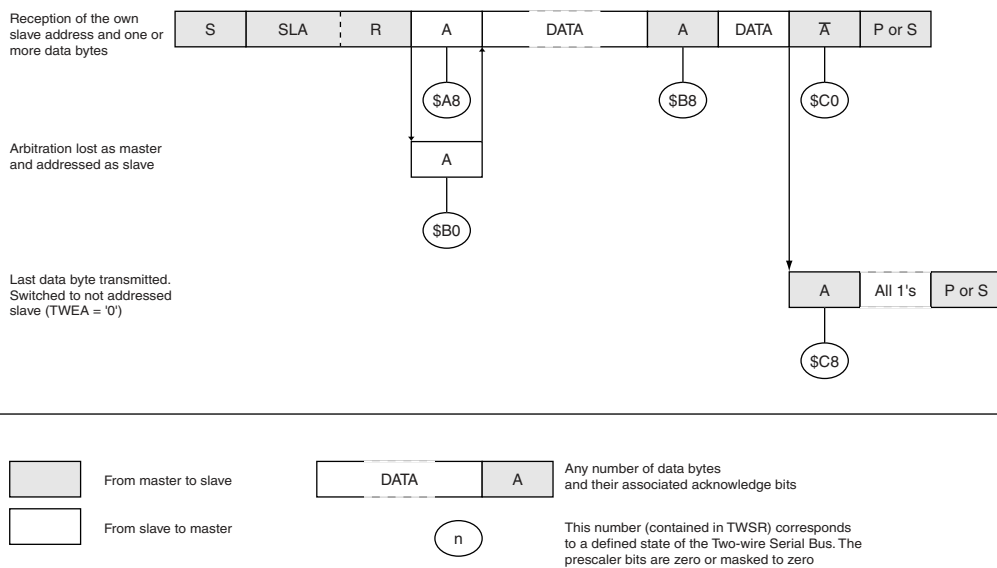 Reception of the own
slave address and one or
more data bytes
S SLA R A DATA A DATA A̅ P or S
$A8 $B8 $C0
Arbitration lost as master
and addressed as slave
A
$B0
Last data byte transmitted.
Switched to not addressed
slave (TWEA = '0')
A All 1's P or S
$C8
From master to slave
From slave to master
DATA A
Any number of data bytes
and their associated acknowledge bits
n
This number (contained in TWSR) corresponds
to a defined state of the Two-wire Serial Bus. The
prescaler bits are zero or masked to zero